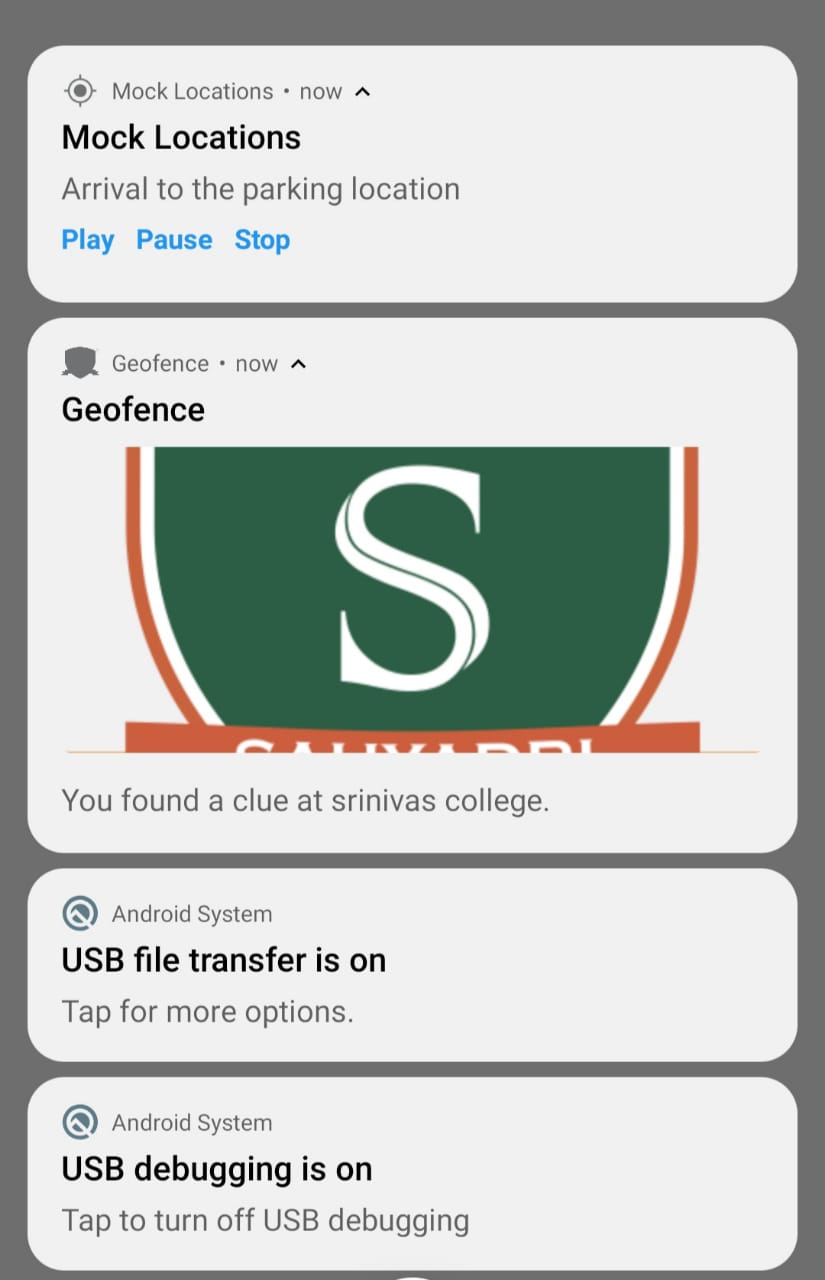 Mock Locations • now
Mock Locations
Arrival to the parking location
Play Pause Stop
Geofence • now
Geofence
S
You found a clue at srinivas college.
Android System
USB file transfer is on
Tap for more options.
Android System
USB debugging is on
Tap to turn off USB debugging